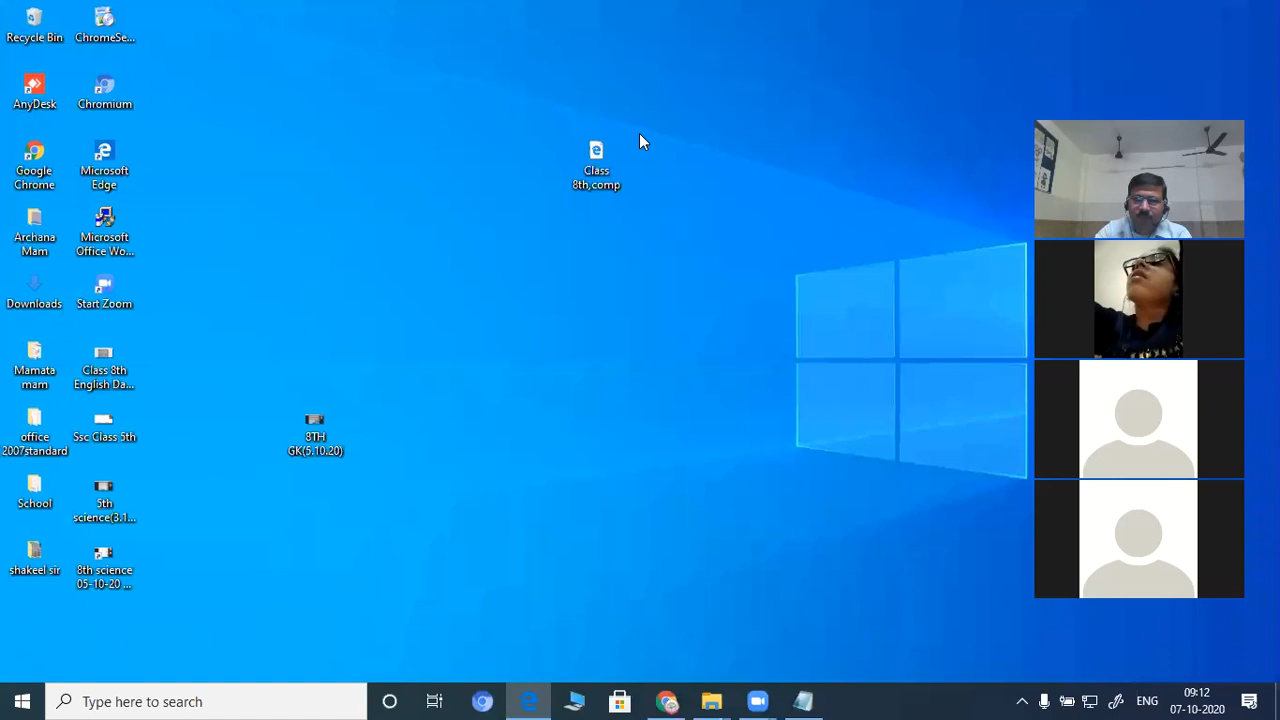 Recycle Bin
ChromeSe...
AnyDesk
Chromium
Google
Chrome
Microsoft
Edge
Class
8th,comp
Archana
Mam
Microsoft
Office Wo...
Downloads
Start Zoom
Mamata
mam
Class 8th
English Da...
office
2007standard
Ssc Class 5th
8TH
GK(5.10.20)
School
5th
science(3.1...
shakeel sir
8th science
05-10-20 ...
Type here to search
ENG
09:12
07-10-2020